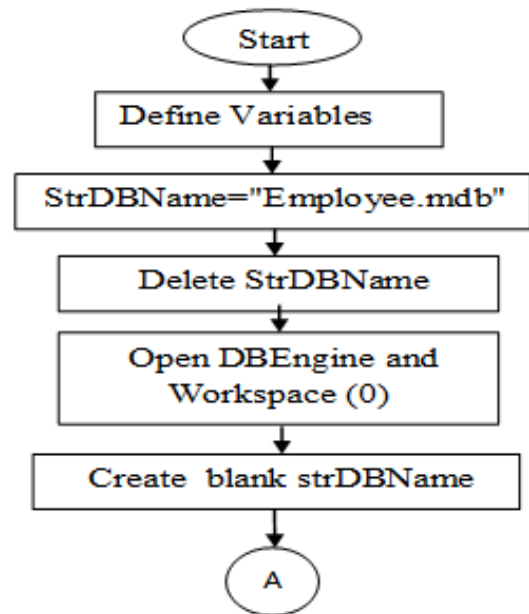 Start
Define Variables
StrDBName="Employee.mdb"
Delete StrDBName
Open DBEngine and
Workspace (0)
Create blank strDBName
A